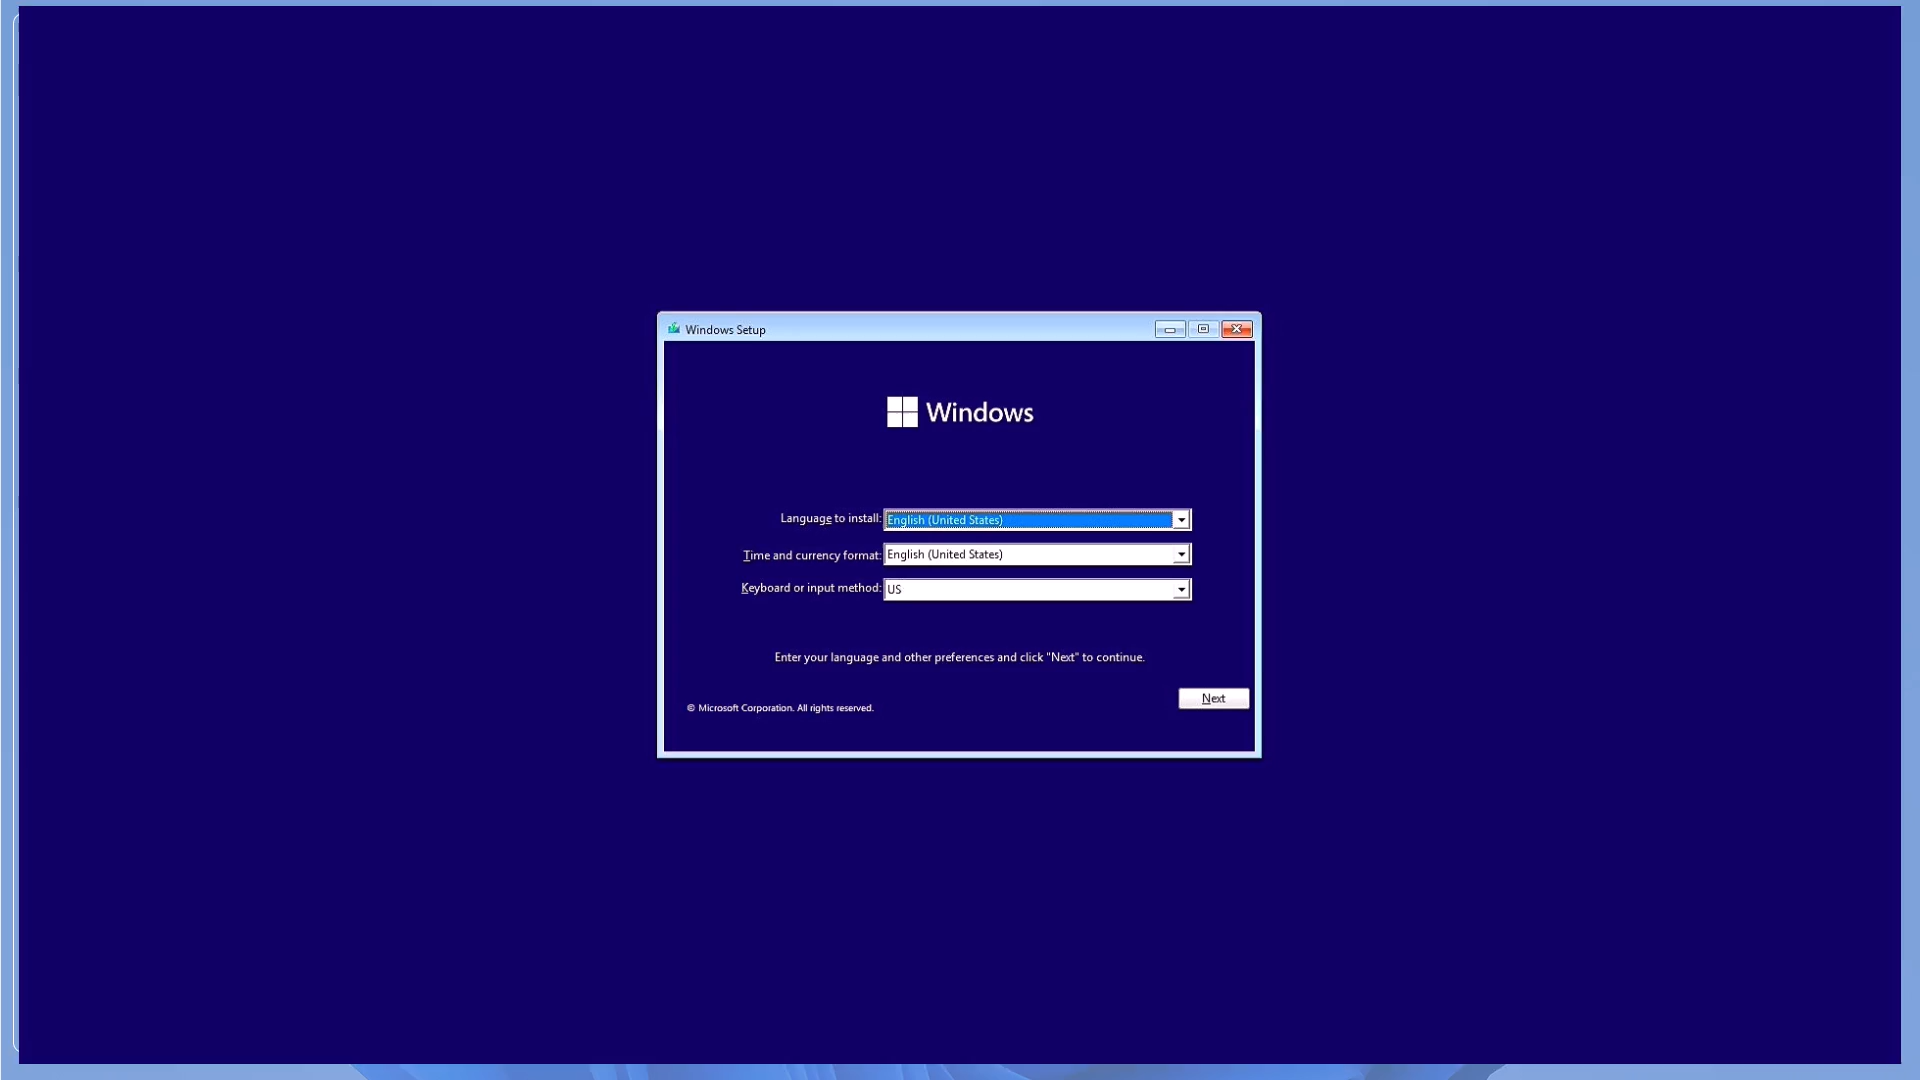 Windows Setup
Windows
Language to install: English (United States)
Time and currency format: English (United States)
Keyboard or input method: US
Enter your language and other preferences and click "Next" to continue.
Next
© Microsoft Corporation. All rights reserved.